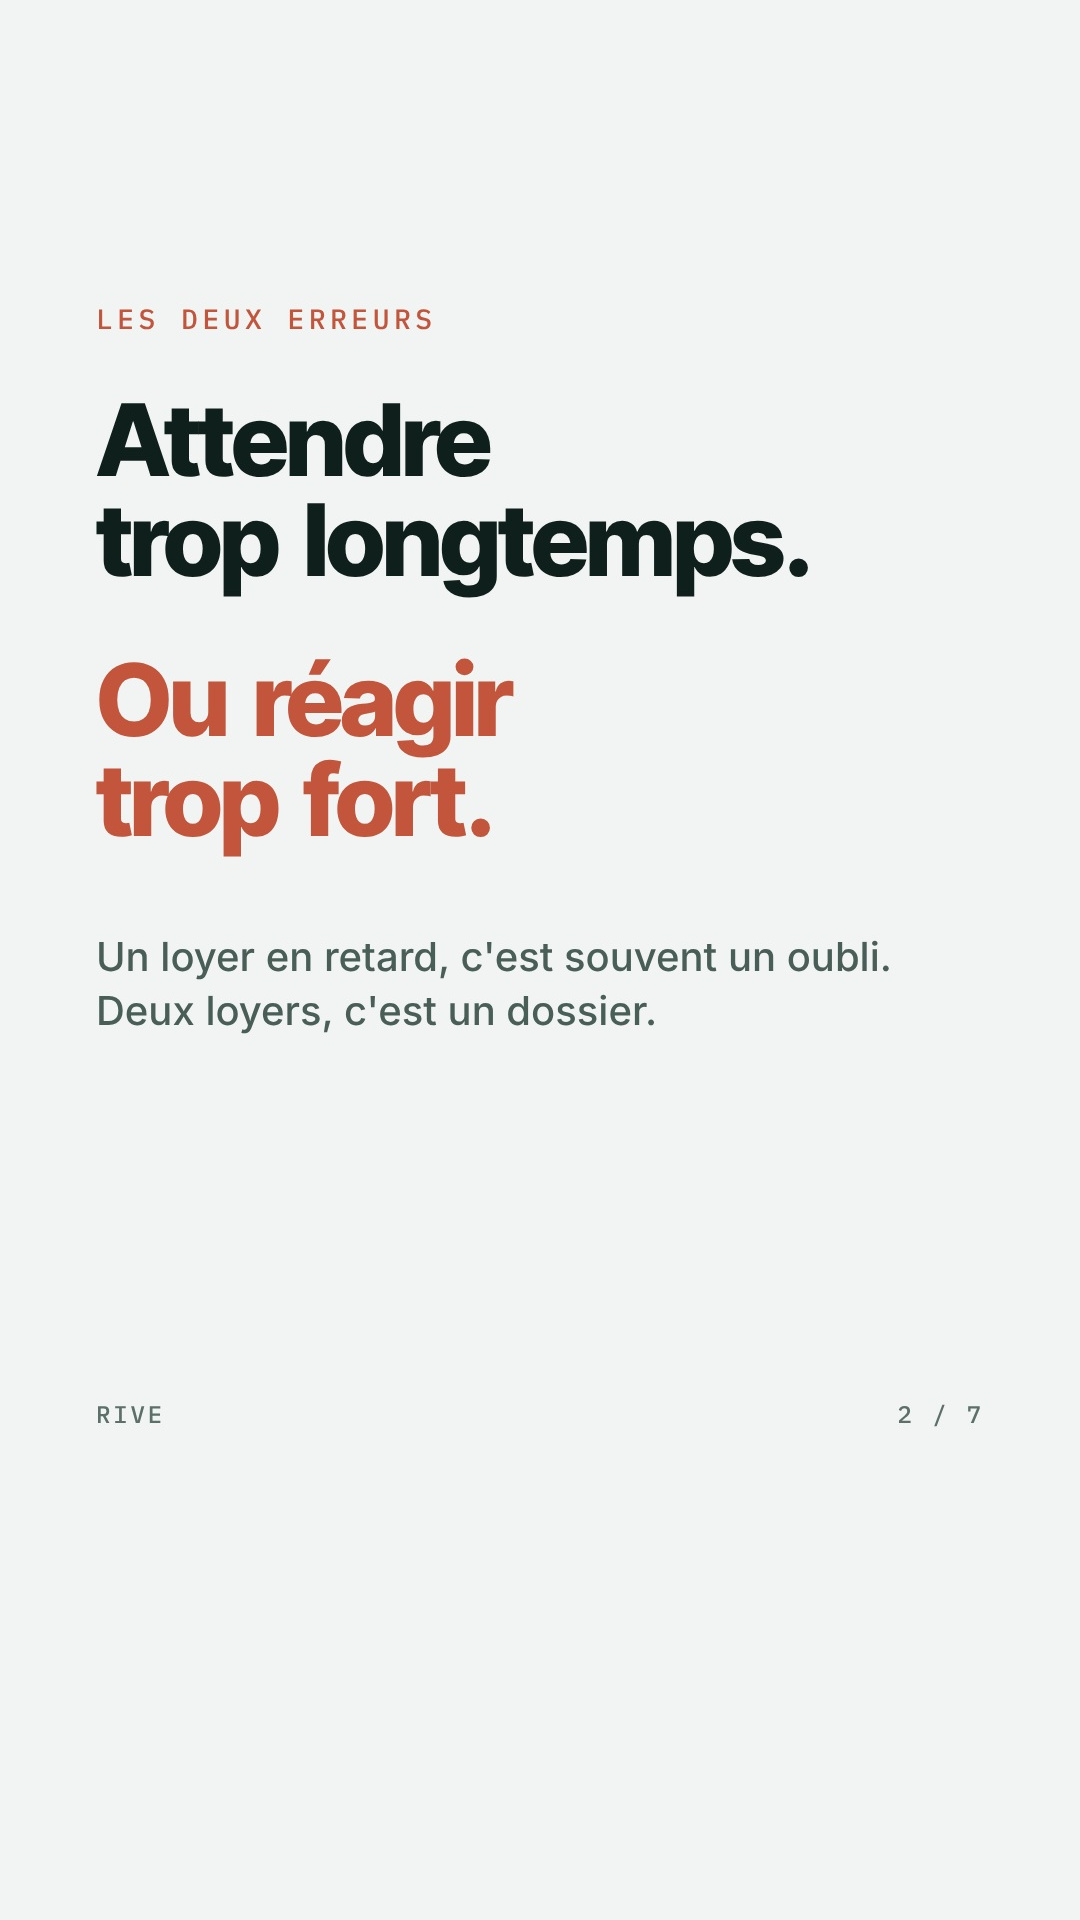 LES DEUX ERREURS
Attendre
trop longtemps.
Ou réagir
trop fort.
Un loyer en retard, c'est souvent un oubli.
Deux loyers, c'est un dossier.
RIVE
2 / 7